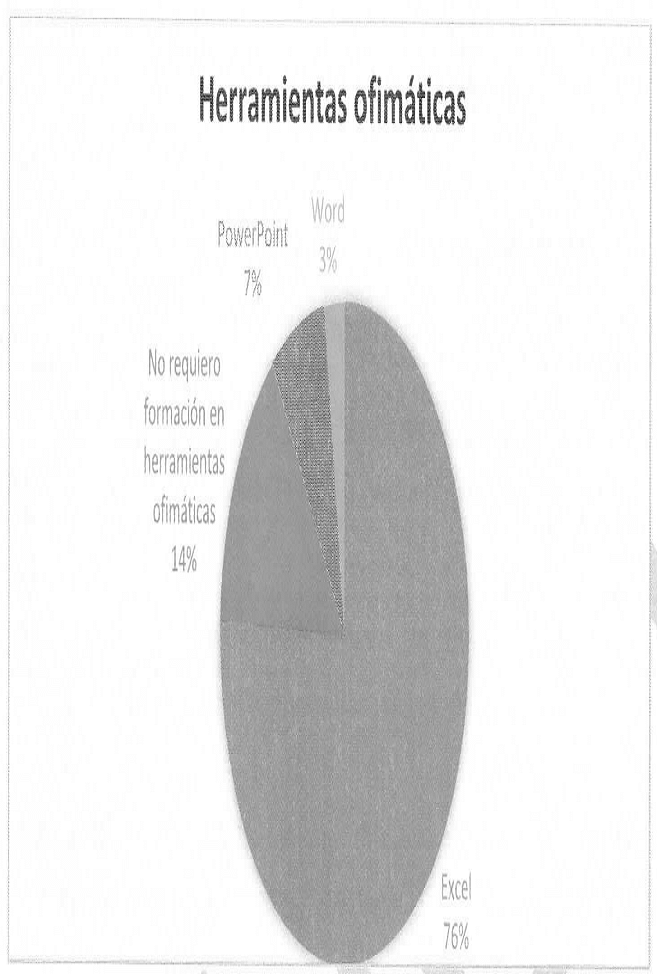 Herramientas ofimáticas
Word
3%
PowerPoint
7%
No requiero
formación en
herramientas
ofimáticas
14%
Excel
76%